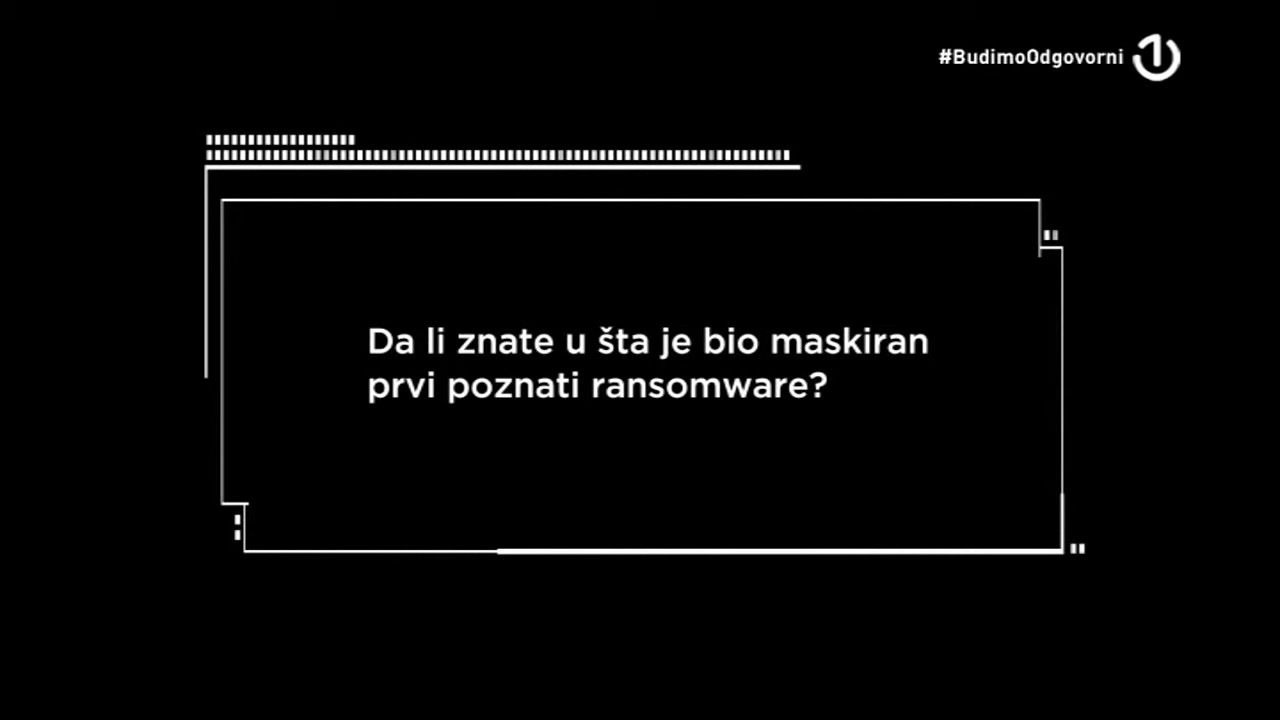 #BudimoOdgovorni
Da li znate u šta je bio maskiran
prvi poznati ransomware?